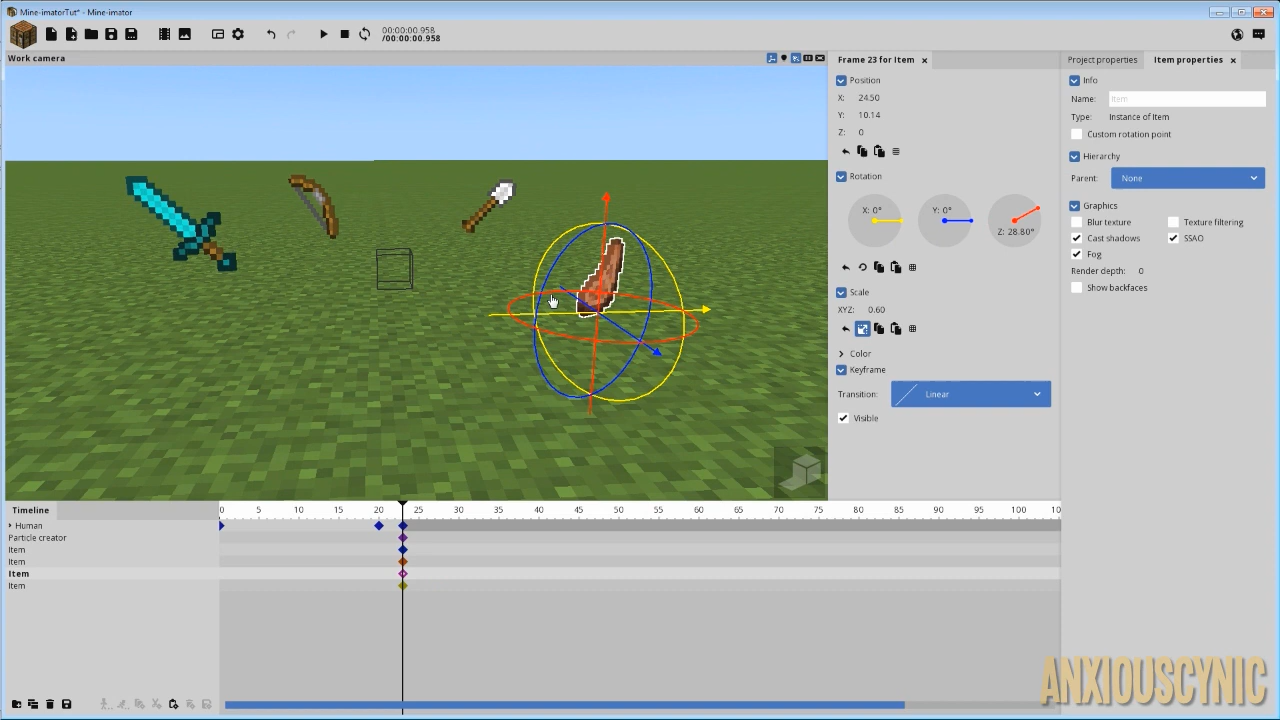 Mine-imatorTut* - Mine-imator
00:00:00.958
/00:00:00.958
Work camera
Frame 23 for Item
Position
X: 24.50
Y: 10.14
Z: 0
Rotation
X: 0°
Y: 0°
Z: 28.80°
Scale
XYZ: 0.60
Color
Keyframe
Transition: Linear
Visible
Project properties
Item properties
Info
Name: Item
Type: Instance of Item
Custom rotation point
Hierarchy
Parent: None
Graphics
Blur texture
Texture filtering
Cast shadows
SSAO
Fog
Render depth: 0
Show backfaces
Timeline
0 5 10 15 20 25 30 35 40 45 50 55 60 65 70 75 80 85 90 95 100 10
Human
Particle creator
Item
Item
Item
Item
ANXIOUSCYNIC